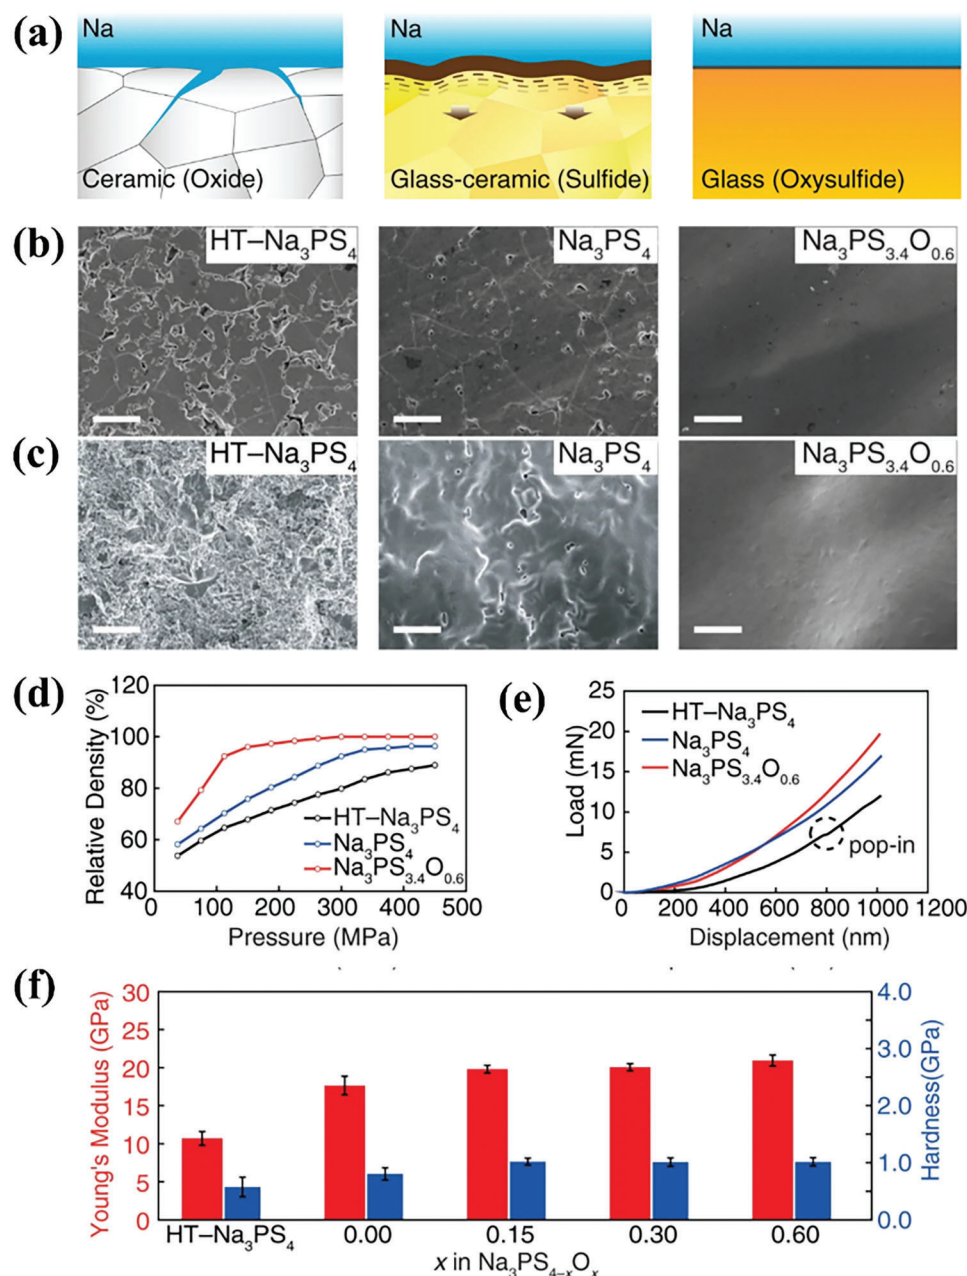 (a)
Na
Ceramic (Oxide)
Na
Glass-ceramic (Sulfide)
Na
Glass (Oxysulfide)
(b)
HT–Na₃PS₄
Na₃PS₄
Na₃PS₃.₄O₀.₆
(c)
HT–Na₃PS₄
Na₃PS₄
Na₃PS₃.₄O₀.₆
(d)
Relative Density (%)
120
100
80
60
40
HT–Na₃PS₄
Na₃PS₄
Na₃PS₃.₄O₀.₆
0 100 200 300 400 500
Pressure (MPa)
(e)
Load (mN)
25
20
15
10
5
0
HT–Na₃PS₄
Na₃PS₄
Na₃PS₃.₄O₀.₆
pop-in
0 200 400 600 800 1000 1200
Displacement (nm)
(f)
Young's Modulus (GPa)
30
25
20
15
10
5
0
4.0
3.0
2.0
1.0
0.0
Hardness(GPa)
HT–Na₃PS₄ 0.00 0.15 0.30 0.60
x in Na₃PS₄₋ₓOₓ